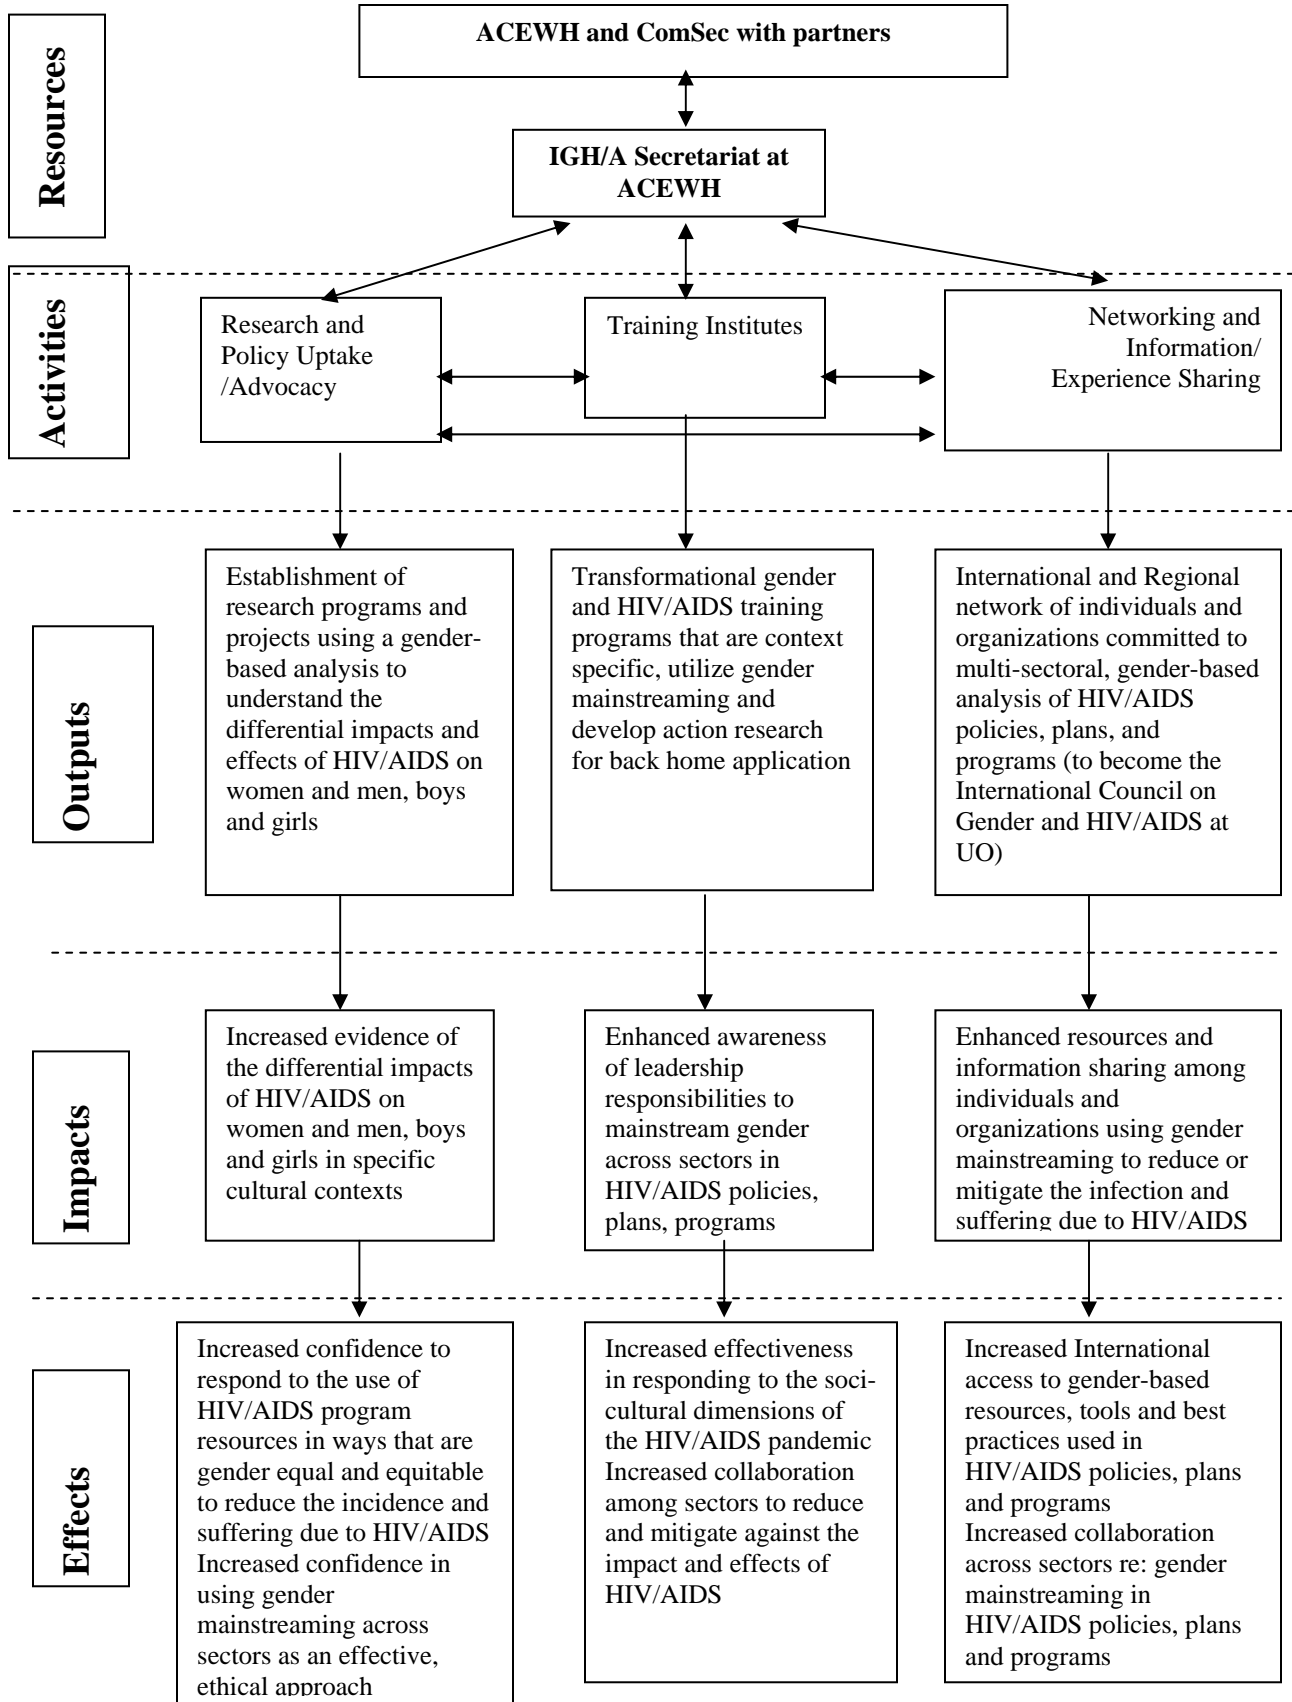 Resources
ACEWH and ComSec with partners
IGH/A Secretariat at
ACEWH
Activities
Research and
Policy Uptake
/Advocacy
Training Institutes
Networking and
Information/
Experience Sharing
Outputs
Establishment of
research programs and
projects using a gender-
based analysis to
understand the
differential impacts and
effects of HIV/AIDS on
women and men, boys
and girls
Transformational gender
and HIV/AIDS training
programs that are context
specific, utilize gender
mainstreaming and
develop action research
for back home application
International and Regional
network of individuals and
organizations committed to
multi-sectoral, gender-based
analysis of HIV/AIDS
policies, plans, and
programs (to become the
International Council on
Gender and HIV/AIDS at
UO)
Impacts
Increased evidence of
the differential impacts
of HIV/AIDS on
women and men, boys
and girls in specific
cultural contexts
Enhanced awareness
of leadership
responsibilities to
mainstream gender
across sectors in
HIV/AIDS policies,
plans, programs
Enhanced resources and
information sharing among
individuals and
organizations using gender
mainstreaming to reduce or
mitigate the infection and
suffering due to HIV/AIDS
Effects
Increased confidence to
respond to the use of
HIV/AIDS program
resources in ways that are
gender equal and equitable
to reduce the incidence and
suffering due to HIV/AIDS
Increased confidence in
using gender
mainstreaming across
sectors as an effective,
ethical approach
Increased effectiveness
in responding to the soci-
cultural dimensions of
the HIV/AIDS pandemic
Increased collaboration
among sectors to reduce
and mitigate against the
impact and effects of
HIV/AIDS
Increased International
access to gender-based
resources, tools and best
practices used in
HIV/AIDS policies, plans
and programs
Increased collaboration
across sectors re: gender
mainstreaming in
HIV/AIDS policies, plans
and programs